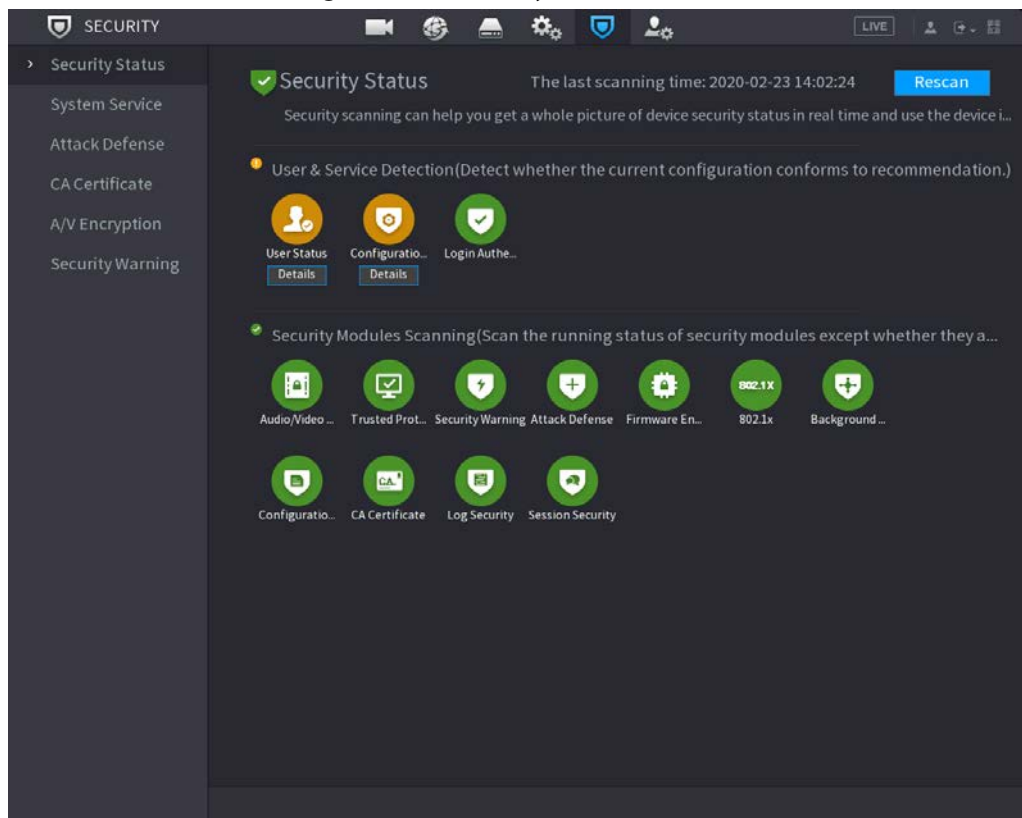 SECURITY
LIVE
Security Status
System Service
Attack Defense
CA Certificate
A/V Encryption
Security Warning
Security Status
The last scanning time: 2020-02-23 14:02:24
Rescan
Security scanning can help you get a whole picture of device security status in real time and use the device i...
User & Service Detection(Detect whether the current configuration conforms to recommendation.)
User Status Configuratio... Login Authe...
Details Details
Security Modules Scanning(Scan the running status of security modules except whether they a...
802.1X
Audio/Video ... Trusted Prot... Security Warning Attack Defense Firmware En... 802.1x Background ...
CA.
Configuratio... CA Certificate Log Security Session Security